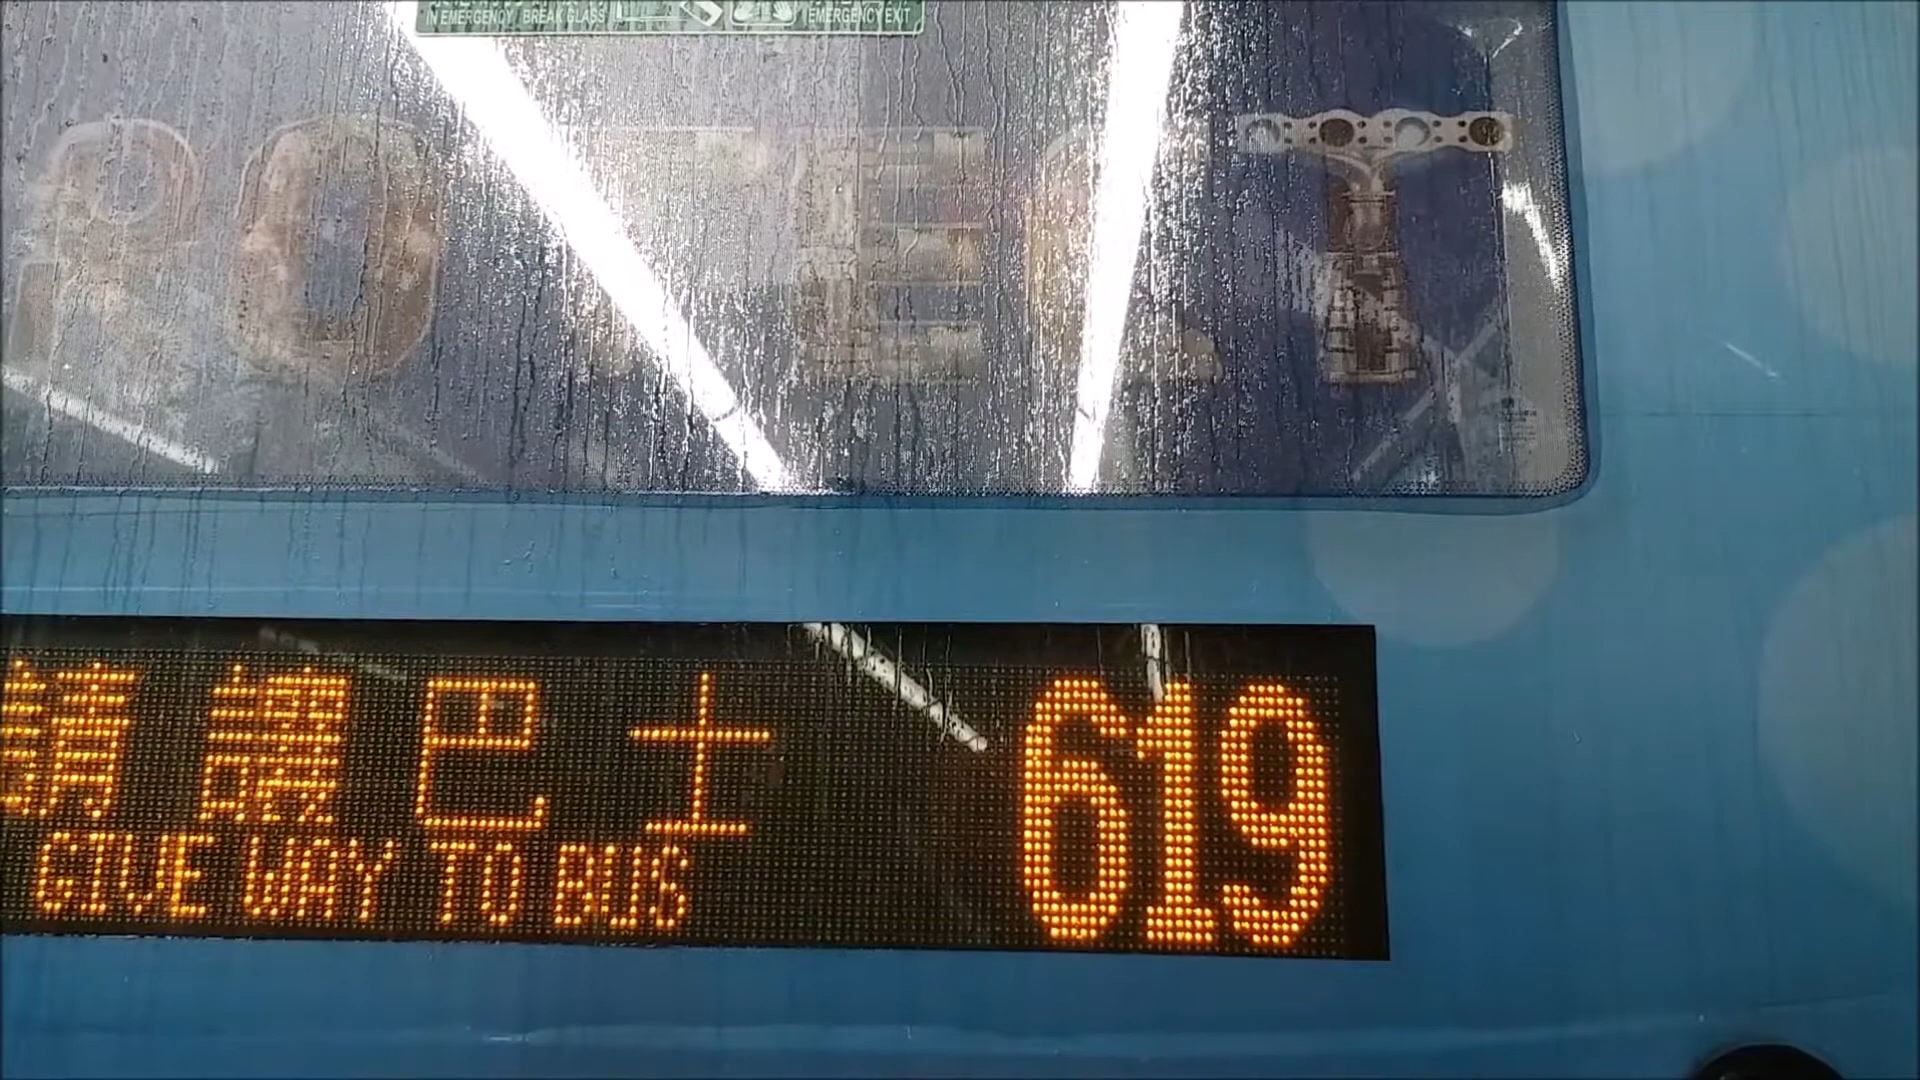 IN EMERGENCY BREAK GLASS
EMERGENCY EXIT
請讓巴士
GIVE WAY TO BUS
619